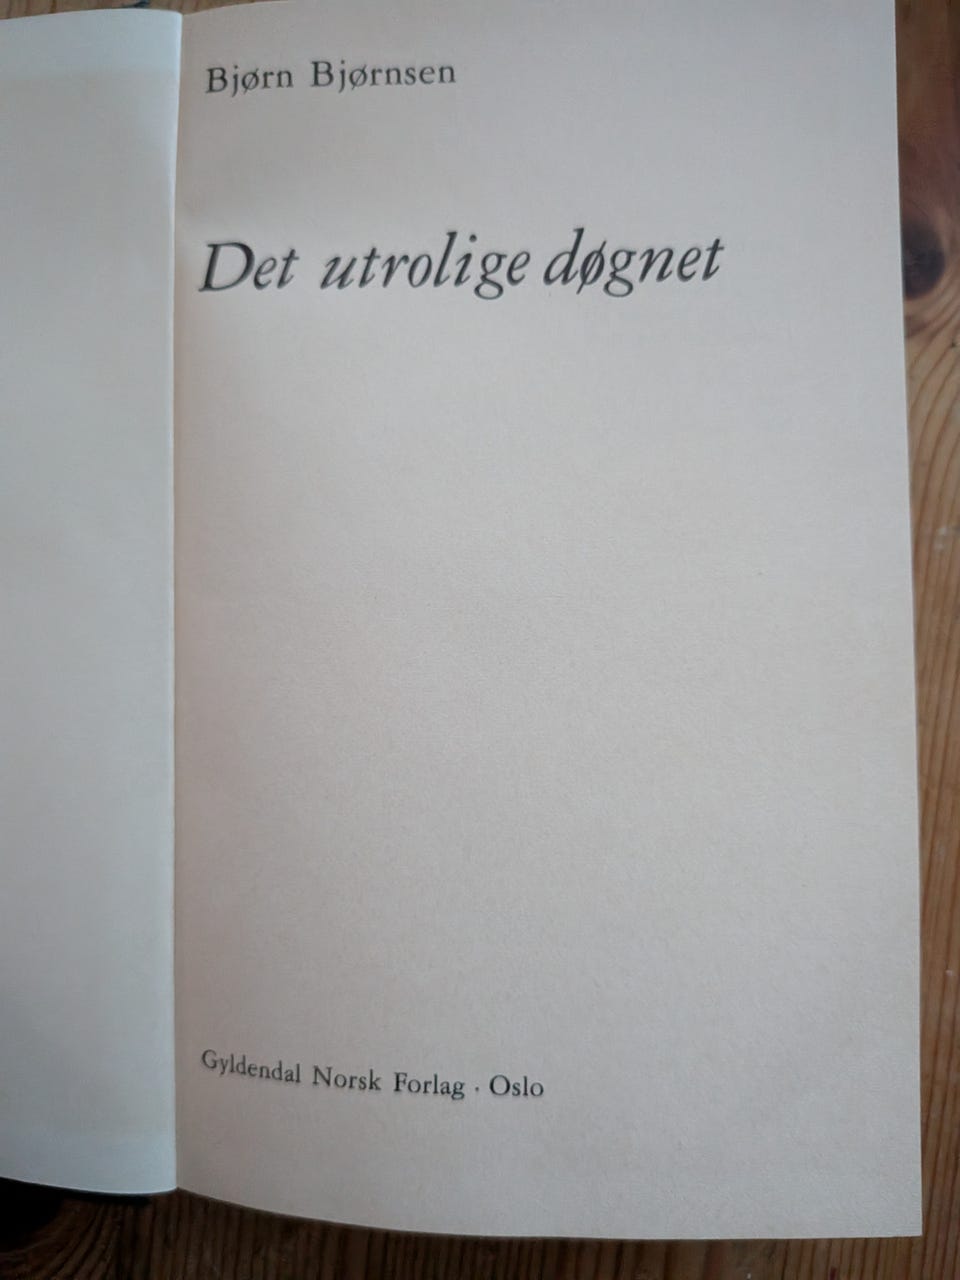 Bjørn Bjørnsen
Det utrolige døgnet
Gyldendal Norsk Forlag · Oslo